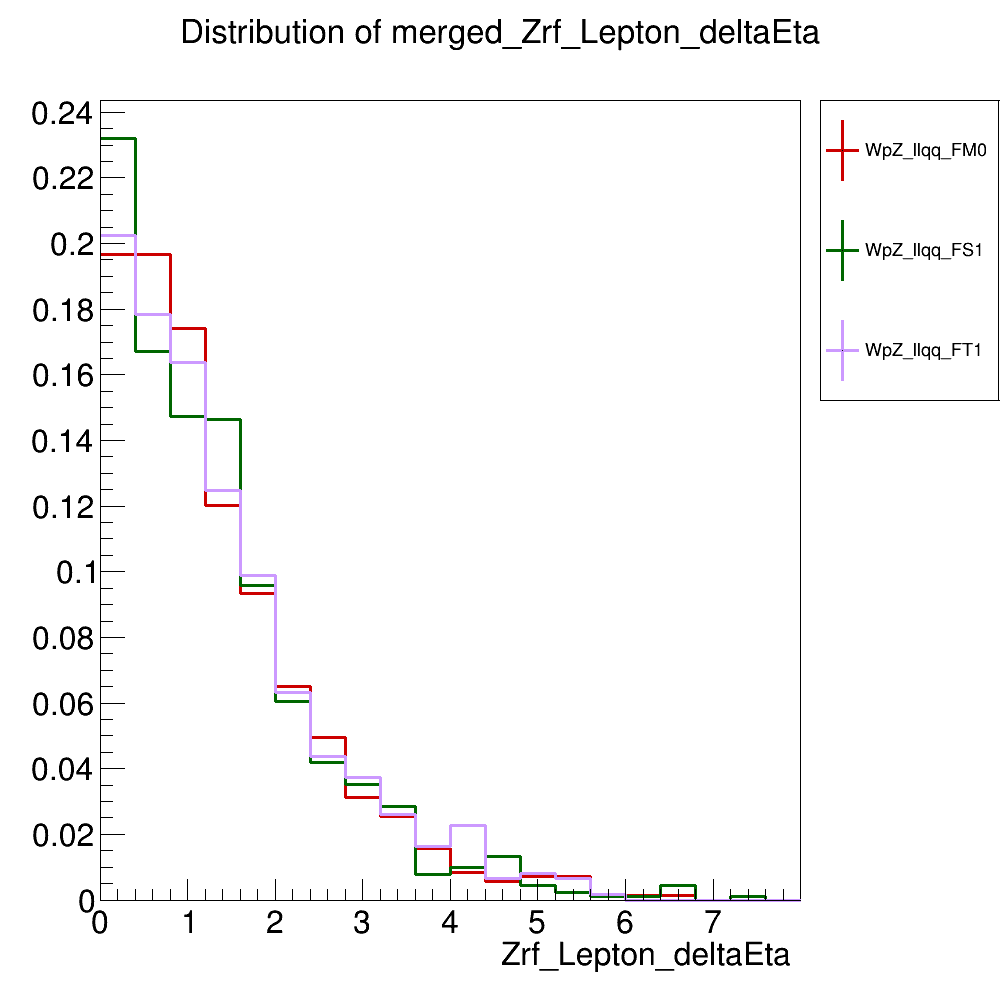 Distribution of merged_Zrf_Lepton_deltaEta
0.24
0.22
0.2
0.18
0.16
0.14
0.12
0.1
0.08
0.06
0.04
0.02
0
0 1 2 3 4 5 6 7
Zrf_Lepton_deltaEta
WpZ_llqq_FM0
WpZ_llqq_FS1
WpZ_llqq_FT1